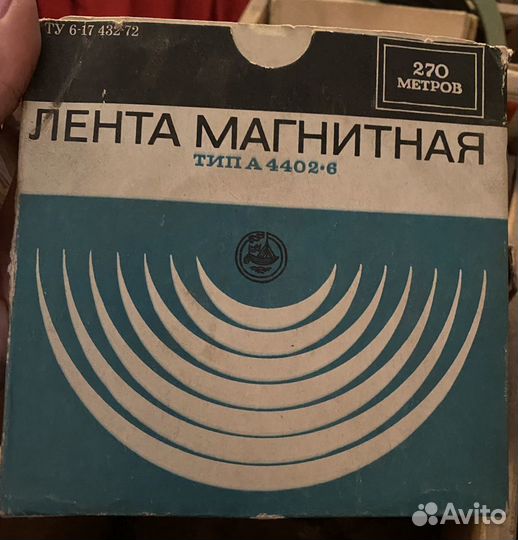 ТУ 6-17 432-72
270
МЕТРОВ
ЛЕНТА МАГНИТНАЯ
ТИП А 4402-6
Avito